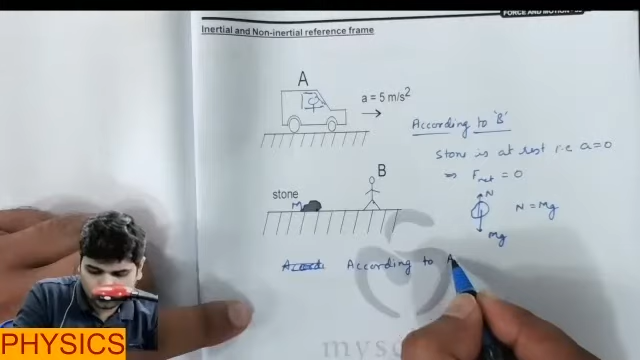 FORCE AND MOTION
Inertial and Non-inertial reference frame
A
a = 5 m/s²
According to 'B'
Stone is at rest i.e a=0
⇒ Fnet = 0
B
stone
M
N
N = Mg
Mg
According to A
mys
PHYSICS